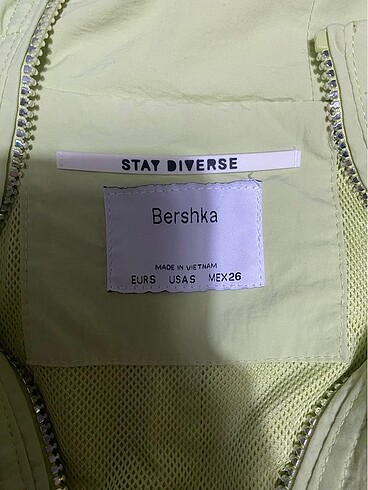 STAY DIVERSE
Bershka
MADE IN VIETNAM
EUR S USA S MEX 26